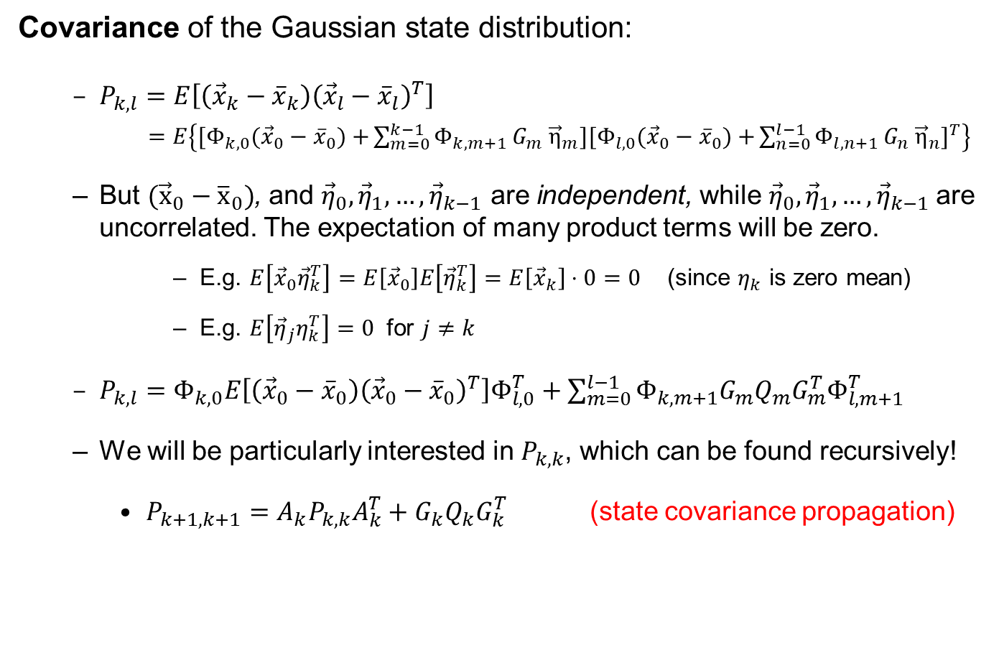 Covariance of the Gaussian state distribution:
– $P_{k,l} = E[(\vec{x}_k - \bar{x}_k)(\vec{x}_l - \bar{x}_l)^T]$
$= E\{[\Phi_{k,0}(\vec{x}_0 - \bar{x}_0) + \sum_{m=0}^{k-1} \Phi_{k,m+1} G_m \vec{\eta}_m][\Phi_{l,0}(\vec{x}_0 - \bar{x}_0) + \sum_{n=0}^{l-1} \Phi_{l,n+1} G_n \vec{\eta}_n]^T\}$
– But $(\vec{x}_0 - \bar{x}_0)$, and $\vec{\eta}_0, \vec{\eta}_1, \ldots, \vec{\eta}_{k-1}$ are independent, while $\vec{\eta}_0, \vec{\eta}_1, \ldots, \vec{\eta}_{k-1}$ are
uncorrelated. The expectation of many product terms will be zero.
– E.g. $E[\vec{x}_0 \vec{\eta}_k^T] = E[\vec{x}_0]E[\vec{\eta}_k^T] = E[\vec{x}_k] \cdot 0 = 0$ (since $\eta_k$ is zero mean)
– E.g. $E[\vec{\eta}_j \eta_k^T] = 0$ for $j \neq k$
– $P_{k,l} = \Phi_{k,0} E[(\vec{x}_0 - \bar{x}_0)(\vec{x}_0 - \bar{x}_0)^T] \Phi_{l,0}^T + \sum_{m=0}^{l-1} \Phi_{k,m+1} G_m Q_m G_m^T \Phi_{l,m+1}^T$
– We will be particularly interested in $P_{k,k}$, which can be found recursively!
• $P_{k+1,k+1} = A_k P_{k,k} A_k^T + G_k Q_k G_k^T$ (state covariance propagation)